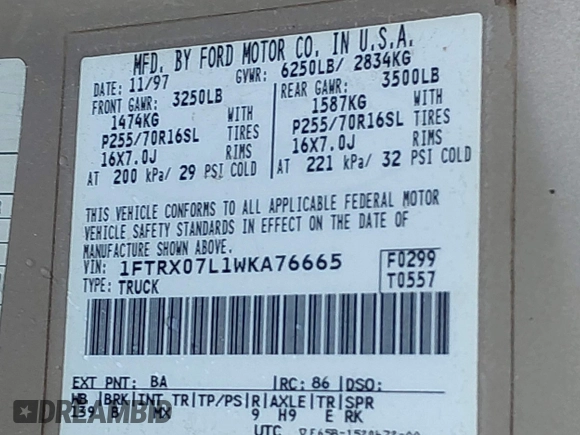 MFD. BY FORD MOTOR CO. IN U.S.A.
DATE: 11/97 GVWR: 6250LB/ 2834KG
FRONT GAWR: 3250LB REAR GAWR: 3500LB
1474KG WITH 1587KG WITH
P255/70R16SL TIRES P255/70R16SL TIRES
16X7.0J RIMS 16X7.0J RIMS
AT 200 kPa/ 29 PSI COLD AT 221 kPa/ 32 PSI COLD
THIS VEHICLE CONFORMS TO ALL APPLICABLE FEDERAL MOTOR
VEHICLE SAFETY STANDARDS IN EFFECT ON THE DATE OF
MANUFACTURE SHOWN ABOVE.
VIN: 1FTRX07L1WKA76665 F0299
TYPE: TRUCK T0557
EXT PNT: BA RC: 86 DSO:
WB BRK INT TR TP/PS R AXLE TR SPR
139 B MX 9 H9 E RK
UTC
DEALERS LEAGUE